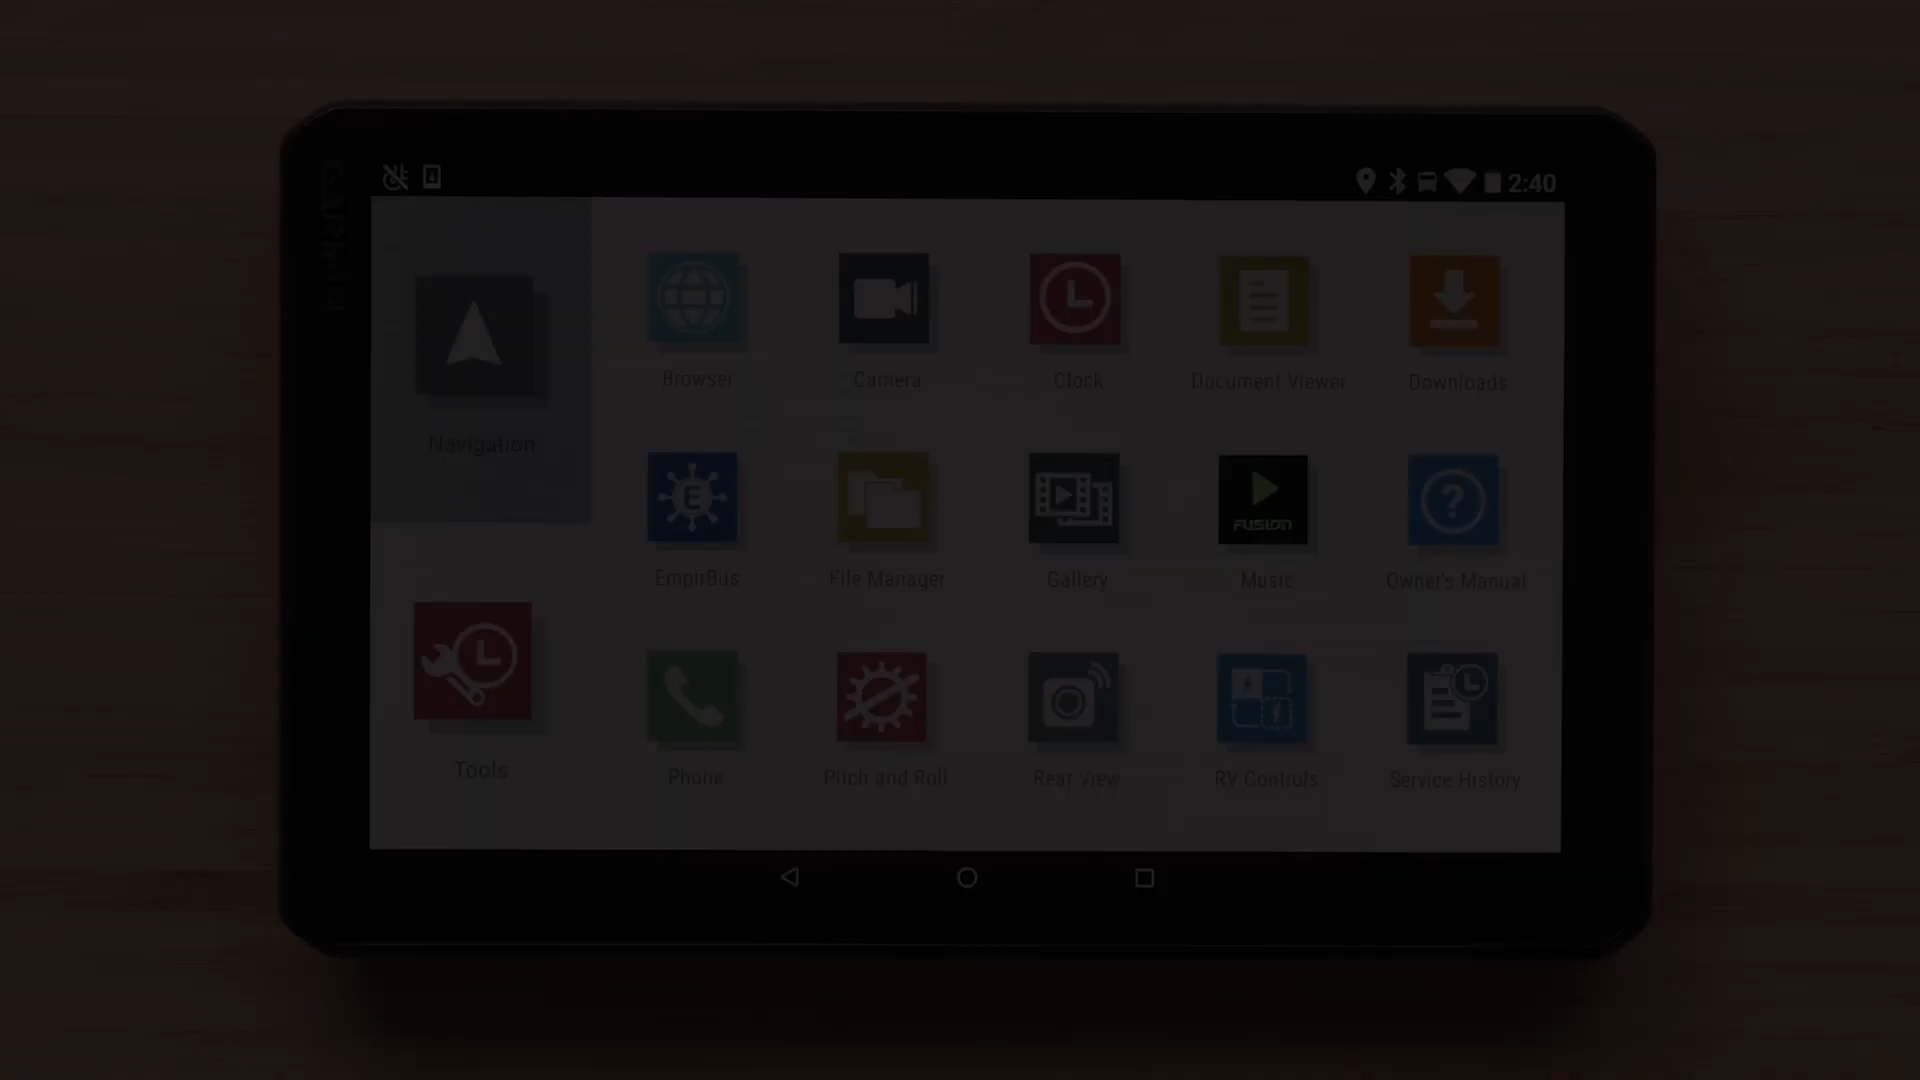 2:40
Navigation
Browser
Camera
Clock
Document Viewer
Downloads
E
EmpirBus
File Manager
Gallery
FUSION
Music
?
Owner's Manual
Tools
Phone
Pitch and Roll
Rear View
RV Controls
Service History
GARMIN